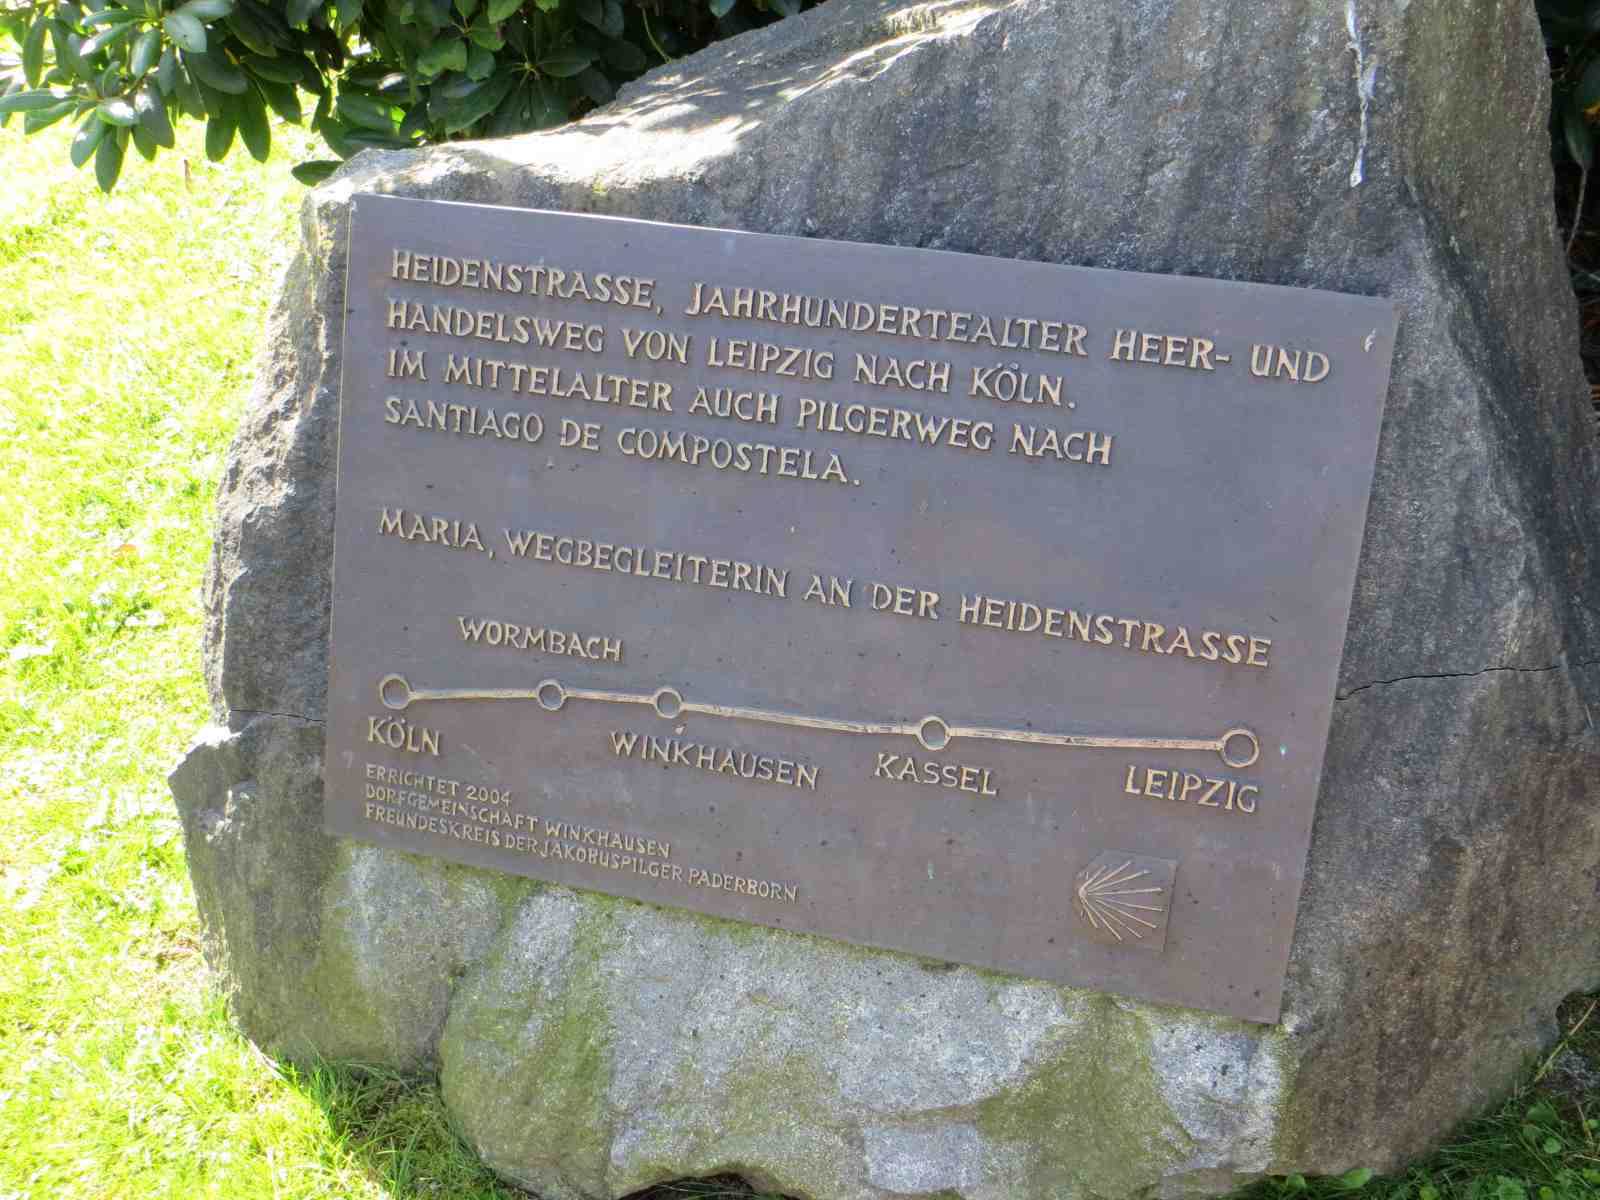 HEIDENSTRASSE, JAHRHUNDERTEALTER HEER- UND
HANDELSWEG VON LEIPZIG NACH KÖLN.
IM MITTELALTER AUCH PILGERWEG NACH
SANTIAGO DE COMPOSTELA.
MARIA, WEGBEGLEITERIN AN DER HEIDENSTRASSE
WORMBACH
KÖLN
WINKHAUSEN
KASSEL
LEIPZIG
ERRICHTET 2004
DORFGEMEINSCHAFT WINKHAUSEN
FREUNDESKREIS DER JAKOBUSPILGER PADERBORN